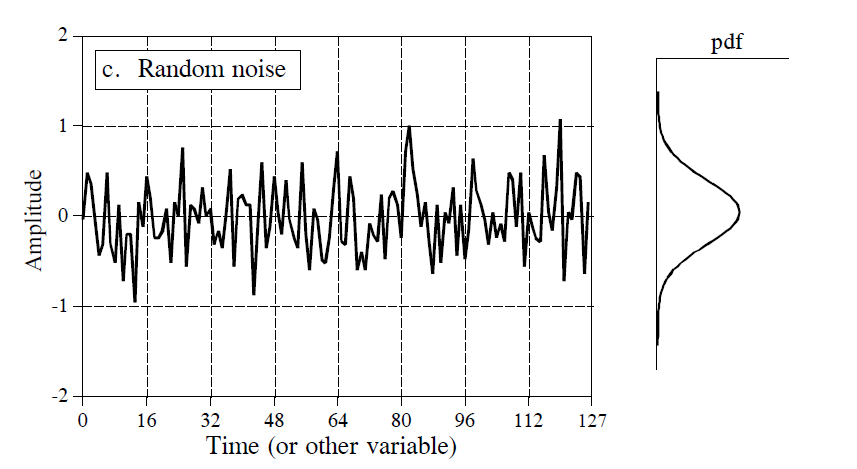 pdf
2
c. Random noise
1
0
-1
-2
Amplitude
0 16 32 48 64 80 96 112 127
Time (or other variable)